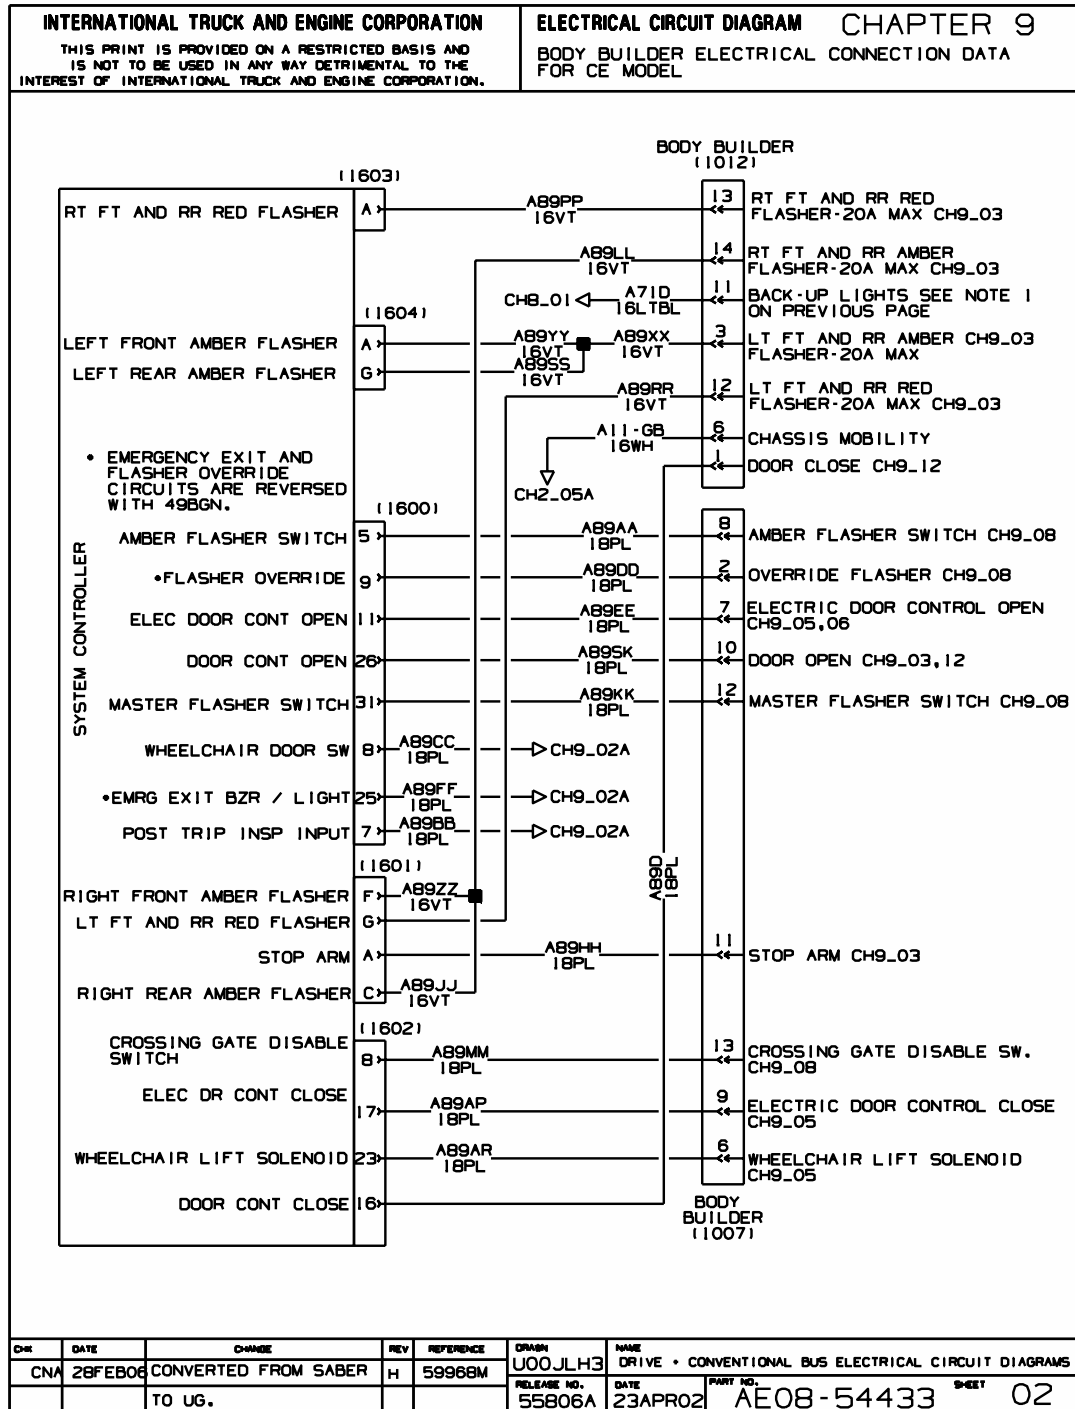 INTERNATIONAL TRUCK AND ENGINE CORPORATION
THIS PRINT IS PROVIDED ON A RESTRICTED BASIS AND
IS NOT TO BE USED IN ANY WAY DETRIMENTAL TO THE
INTEREST OF INTERNATIONAL TRUCK AND ENGINE CORPORATION.
ELECTRICAL CIRCUIT DIAGRAM CHAPTER 9
BODY BUILDER ELECTRICAL CONNECTION DATA
FOR CE MODEL
BODY BUILDER
(1012)
(1603)
RT FT AND RR RED FLASHER A
A89PP
16VT
13 RT FT AND RR RED
FLASHER-20A MAX CH9_03
A89LL
16VT
14 RT FT AND RR AMBER
FLASHER-20A MAX CH9_03
CH8_01
A71D
16LTBL
11 BACK-UP LIGHTS SEE NOTE 1
ON PREVIOUS PAGE
(1604)
LEFT FRONT AMBER FLASHER A
A89YY
16VT
A89XX
16VT
3 LT FT AND RR AMBER CH9_03
FLASHER-20A MAX
LEFT REAR AMBER FLASHER G
A89SS
16VT
A89RR
16VT
12 LT FT AND RR RED
FLASHER-20A MAX CH9_03
A11-GB
16WH
6 CHASSIS MOBILITY
1 DOOR CLOSE CH9_12
CH2_05A
• EMERGENCY EXIT AND
FLASHER OVERRIDE
CIRCUITS ARE REVERSED
WITH 49BGN.
SYSTEM CONTROLLER
(1600)
AMBER FLASHER SWITCH 5
A89AA
18PL
8 AMBER FLASHER SWITCH CH9_08
•FLASHER OVERRIDE 9
A89DD
18PL
2 OVERRIDE FLASHER CH9_08
ELEC DOOR CONT OPEN 11
A89EE
18PL
7 ELECTRIC DOOR CONTROL OPEN
CH9_05,06
DOOR CONT OPEN 26
A89SK
18PL
10 DOOR OPEN CH9_03,12
MASTER FLASHER SWITCH 31
A89KK
18PL
12 MASTER FLASHER SWITCH CH9_08
WHEELCHAIR DOOR SW 8
A89CC
18PL
CH9_02A
•EMRG EXIT BZR / LIGHT 25
A89FF
18PL
CH9_02A
POST TRIP INSP INPUT 7
A89BB
18PL
CH9_02A
A89D
18PL
(1601)
RIGHT FRONT AMBER FLASHER F
A89ZZ
16VT
LT FT AND RR RED FLASHER G
STOP ARM A
A89HH
18PL
11 STOP ARM CH9_03
RIGHT REAR AMBER FLASHER C
A89JJ
16VT
(1602)
CROSSING GATE DISABLE
SWITCH 8
A89MM
18PL
13 CROSSING GATE DISABLE SW.
CH9_08
ELEC DR CONT CLOSE 17
A89AP
18PL
9 ELECTRIC DOOR CONTROL CLOSE
CH9_05
WHEELCHAIR LIFT SOLENOID 23
A89AR
18PL
6 WHEELCHAIR LIFT SOLENOID
CH9_05
DOOR CONT CLOSE 16
BODY
BUILDER
(1007)
CHK DATE CHANGE REV REFERENCE
CNA 28FEB06 CONVERTED FROM SABER H 59968M
TO UG.
DRAWN
U00JLH3
NAME
DRIVE • CONVENTIONAL BUS ELECTRICAL CIRCUIT DIAGRAMS
RELEASE NO.
55806A
DATE
23APR02
PART NO.
AE08-54433
SHEET
02